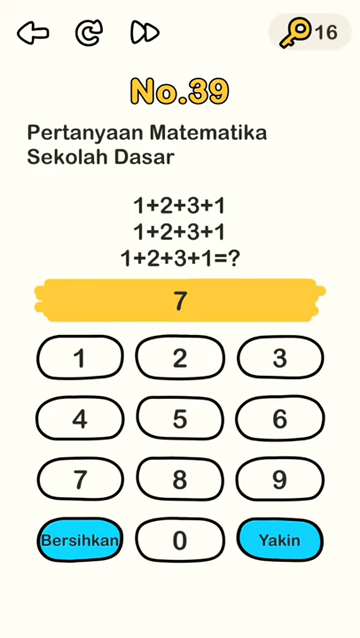 16
No.39
Pertanyaan Matematika
Sekolah Dasar
1+2+3+1
1+2+3+1
1+2+3+1=?
7
1 2 3
4 5 6
7 8 9
Bersihkan 0 Yakin